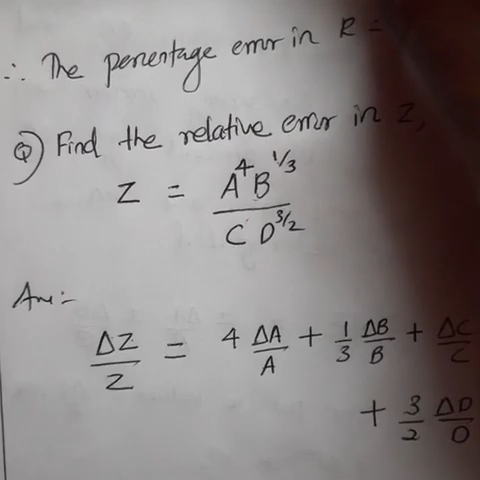 ∴ The percentage error in R =
Q) Find the relative error in Z,
Z = A⁴B^1/3 / C D^3/2
Ans:-
ΔZ/Z = 4 ΔA/A + 1/3 ΔB/B + ΔC/C
+ 3/2 ΔD/D